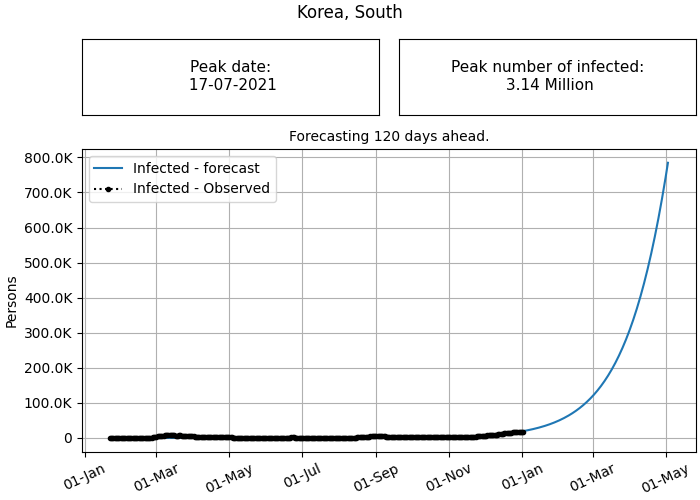 Korea, South
Peak date:
17-07-2021
Peak number of infected:
3.14 Million
Forecasting 120 days ahead.
Infected - forecast
Infected - Observed
800.0K
700.0K
600.0K
500.0K
400.0K
300.0K
200.0K
100.0K
0
Persons
01-Jan
01-Mar
01-May
01-Jul
01-Sep
01-Nov
01-Jan
01-Mar
01-May